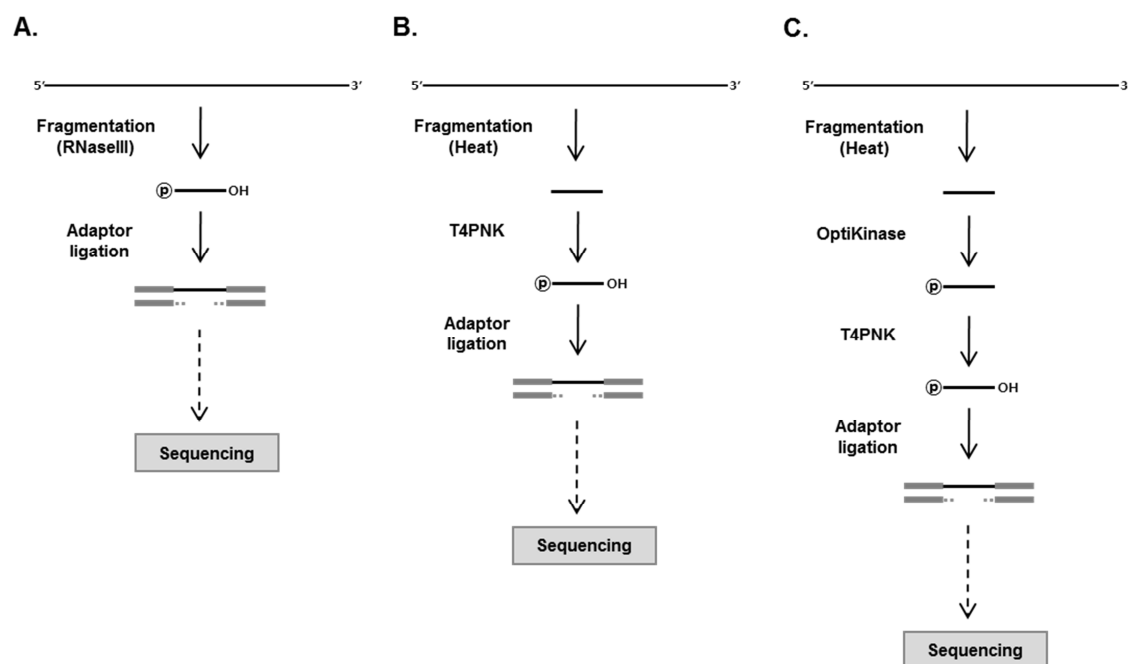 A.
5' 3'
Fragmentation
(RNaseIII)
p OH
Adaptor
ligation
Sequencing
B.
5' 3'
Fragmentation
(Heat)
T4PNK
p OH
Adaptor
ligation
Sequencing
C.
5' 3
Fragmentation
(Heat)
OptiKinase
p
T4PNK
p OH
Adaptor
ligation
Sequencing